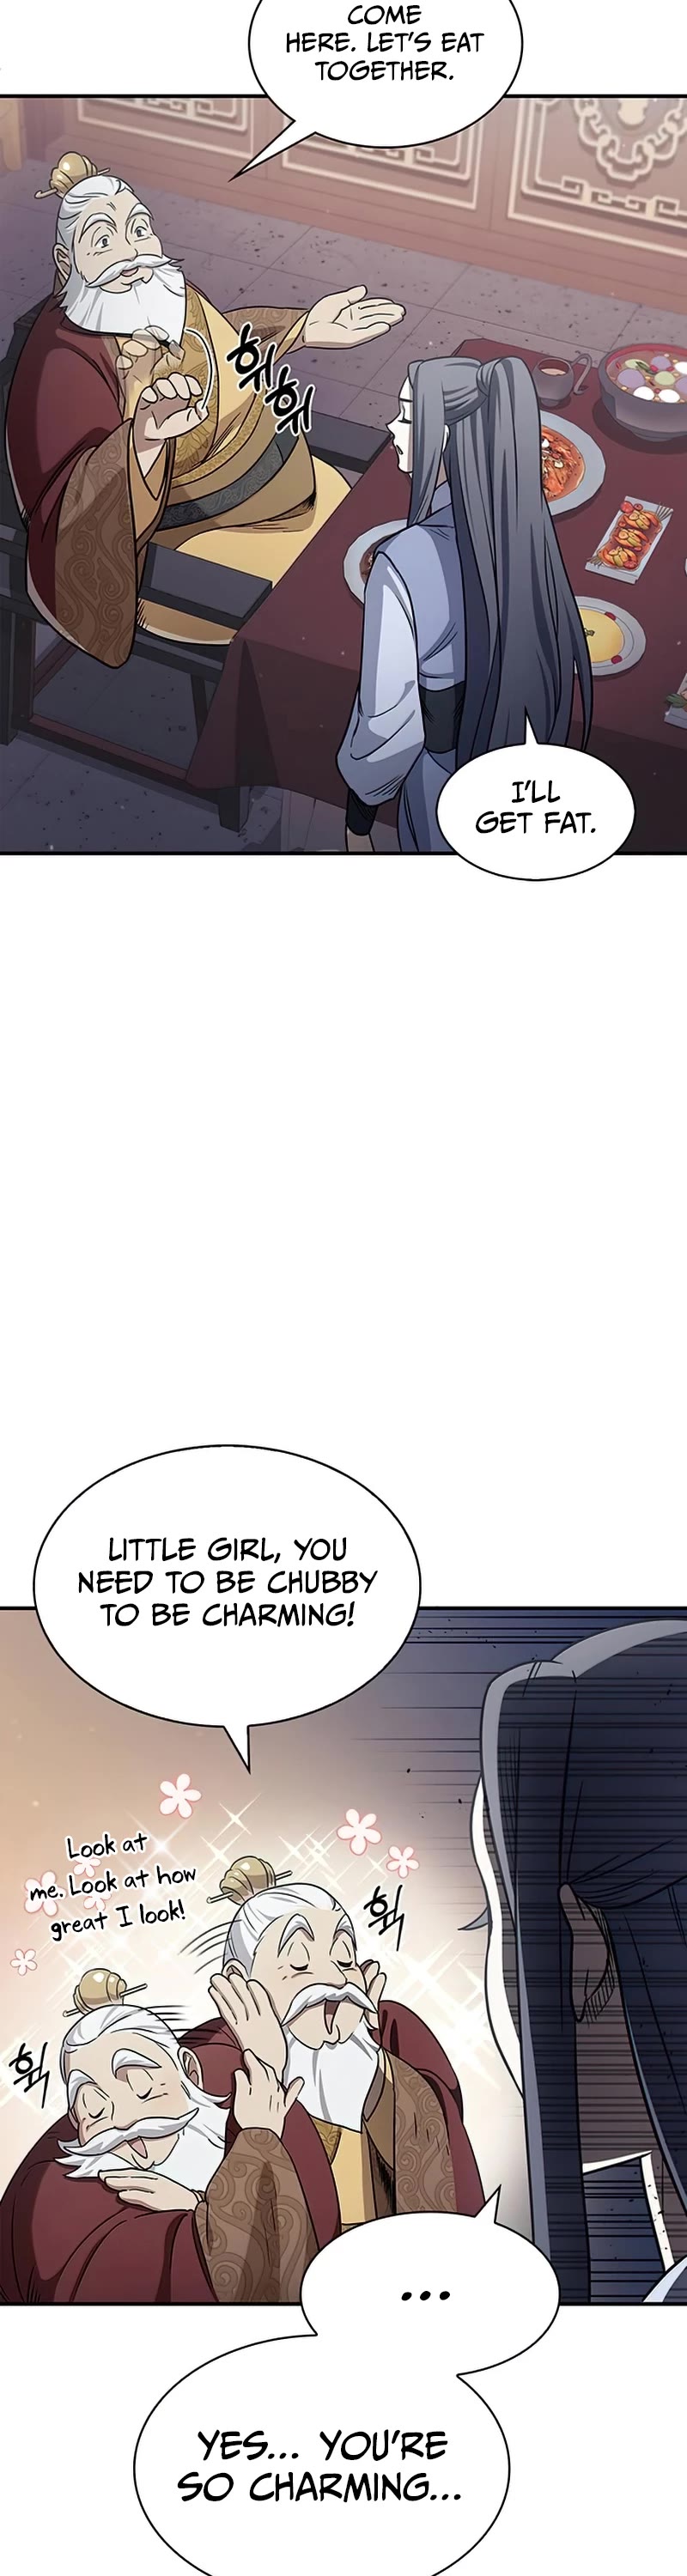 COME
HERE. LET'S EAT
TOGETHER.
휘휘
I'LL
GET FAT.
LITTLE GIRL, YOU
NEED TO BE CHUBBY
TO BE CHARMING!
Look at
me. Look at how
great I look!
휙
휙
...
YES... YOU'RE
SO CHARMING...